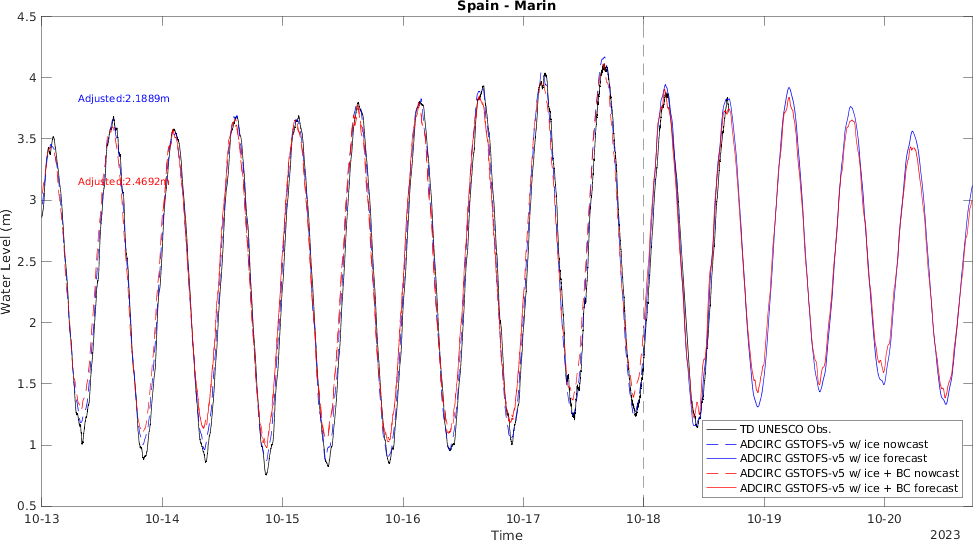 Spain - Marin
4.5
4
3.5
3
2.5
2
1.5
1
0.5
Water Level (m)
Adjusted:2.1889m
Adjusted:2.4692m
TD UNESCO Obs.
ADCIRC GSTOFS-v5 w/ ice nowcast
ADCIRC GSTOFS-v5 w/ ice forecast
ADCIRC GSTOFS-v5 w/ ice + BC nowcast
ADCIRC GSTOFS-v5 w/ ice + BC forecast
10-13 10-14 10-15 10-16 10-17 10-18 10-19 10-20
Time
2023